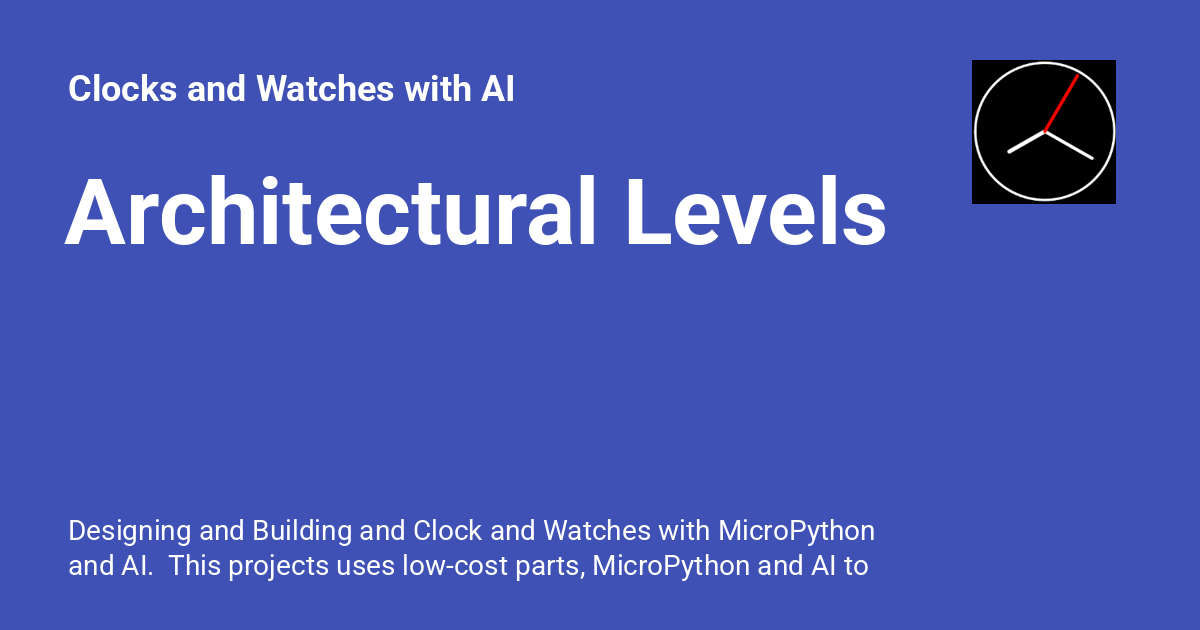 Clocks and Watches with AI
Architectural Levels
Designing and Building and Clock and Watches with MicroPython
and AI.  This projects uses low-cost parts, MicroPython and AI to